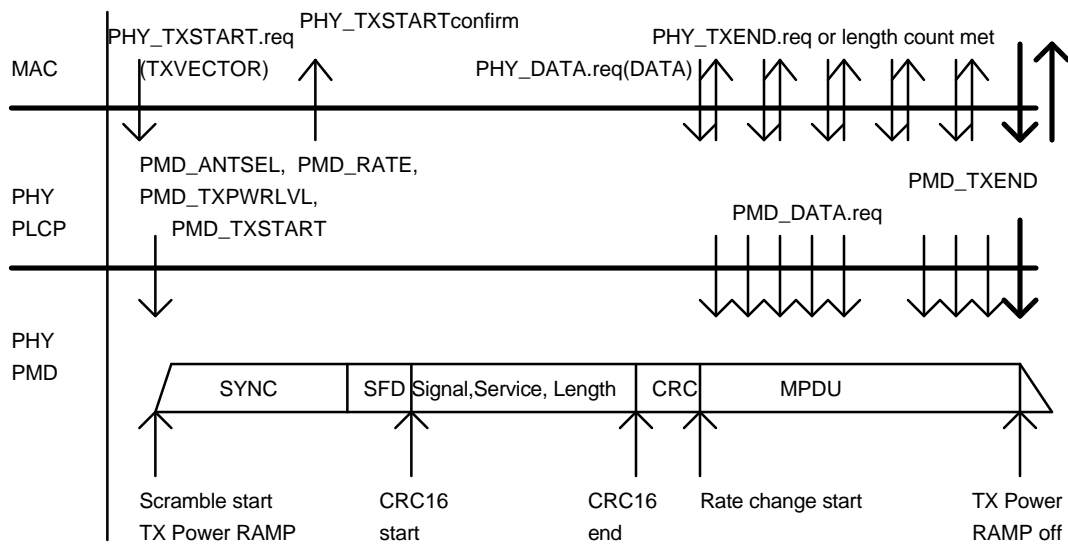 PHY_TXSTARTconfirm
PHY_TXSTART.req
PHY_TXEND.req or length count met
MAC
(TXVECTOR)
PHY_DATA.req(DATA)
PMD_ANTSEL, PMD_RATE,
PHY
PMD_TXPWRLVL,
PMD_TXEND
PLCP
PMD_TXSTART
PMD_DATA.req
PHY
PMD
SYNC
SFD
Signal,Service, Length
CRC
MPDU
Scramble start
TX Power RAMP
CRC16
start
CRC16
end
Rate change start
TX Power
RAMP off